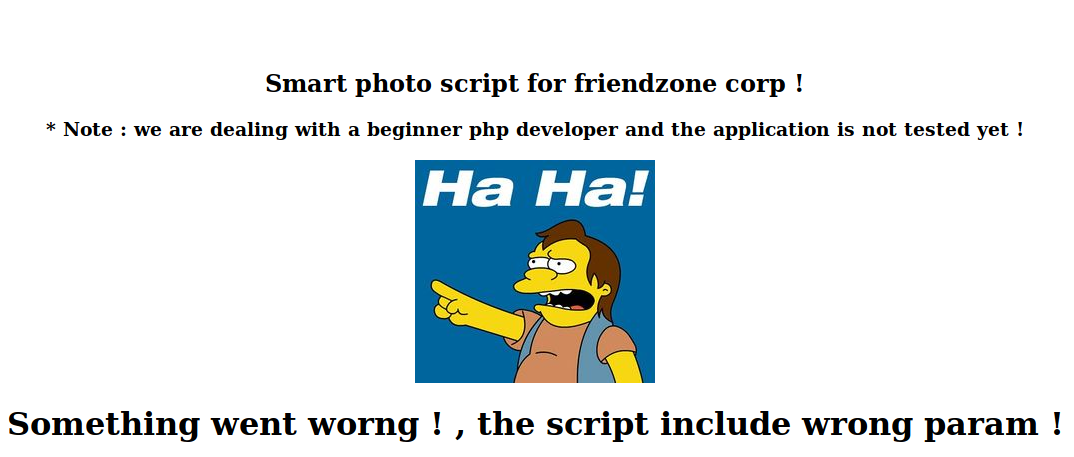 Smart photo script for friendzone corp !
* Note : we are dealing with a beginner php developer and the application is not tested yet !
Ha Ha!
Something went worng ! , the script include wrong param !